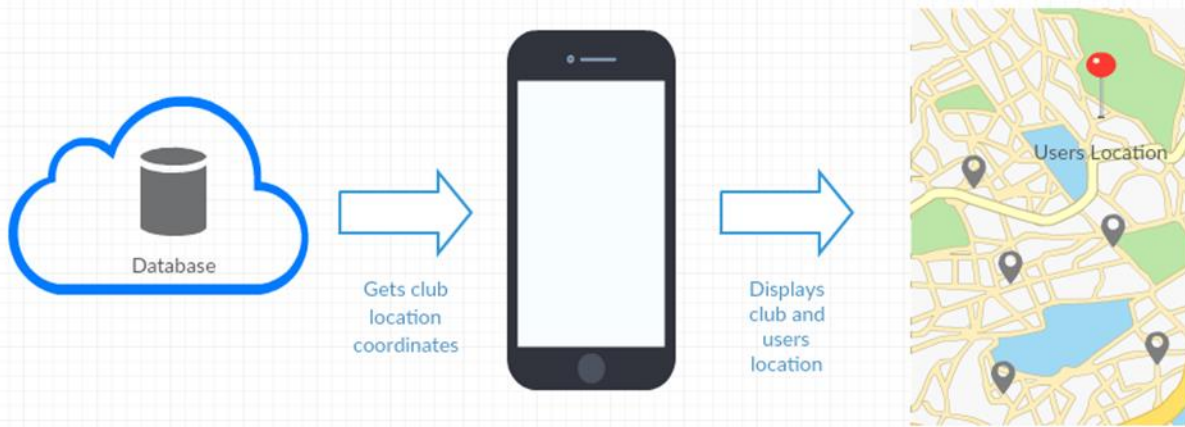 Database
Gets club
location
coordinates
Displays
club and
users
location
Users Location